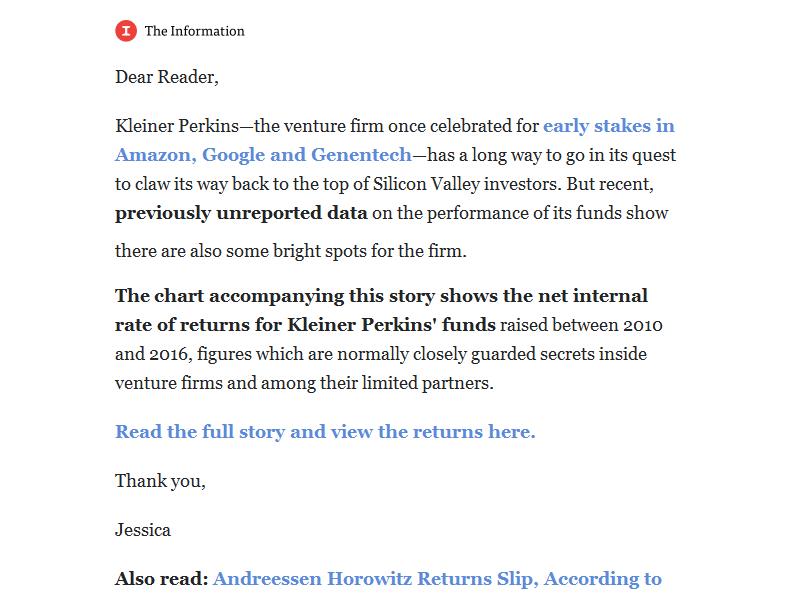 The Information
Dear Reader,
Kleiner Perkins—the venture firm once celebrated for early stakes in
Amazon, Google and Genentech—has a long way to go in its quest
to claw its way back to the top of Silicon Valley investors. But recent,
previously unreported data on the performance of its funds show
there are also some bright spots for the firm.
The chart accompanying this story shows the net internal
rate of returns for Kleiner Perkins' funds raised between 2010
and 2016, figures which are normally closely guarded secrets inside
venture firms and among their limited partners.
Read the full story and view the returns here.
Thank you,
Jessica
Also read: Andreessen Horowitz Returns Slip, According to